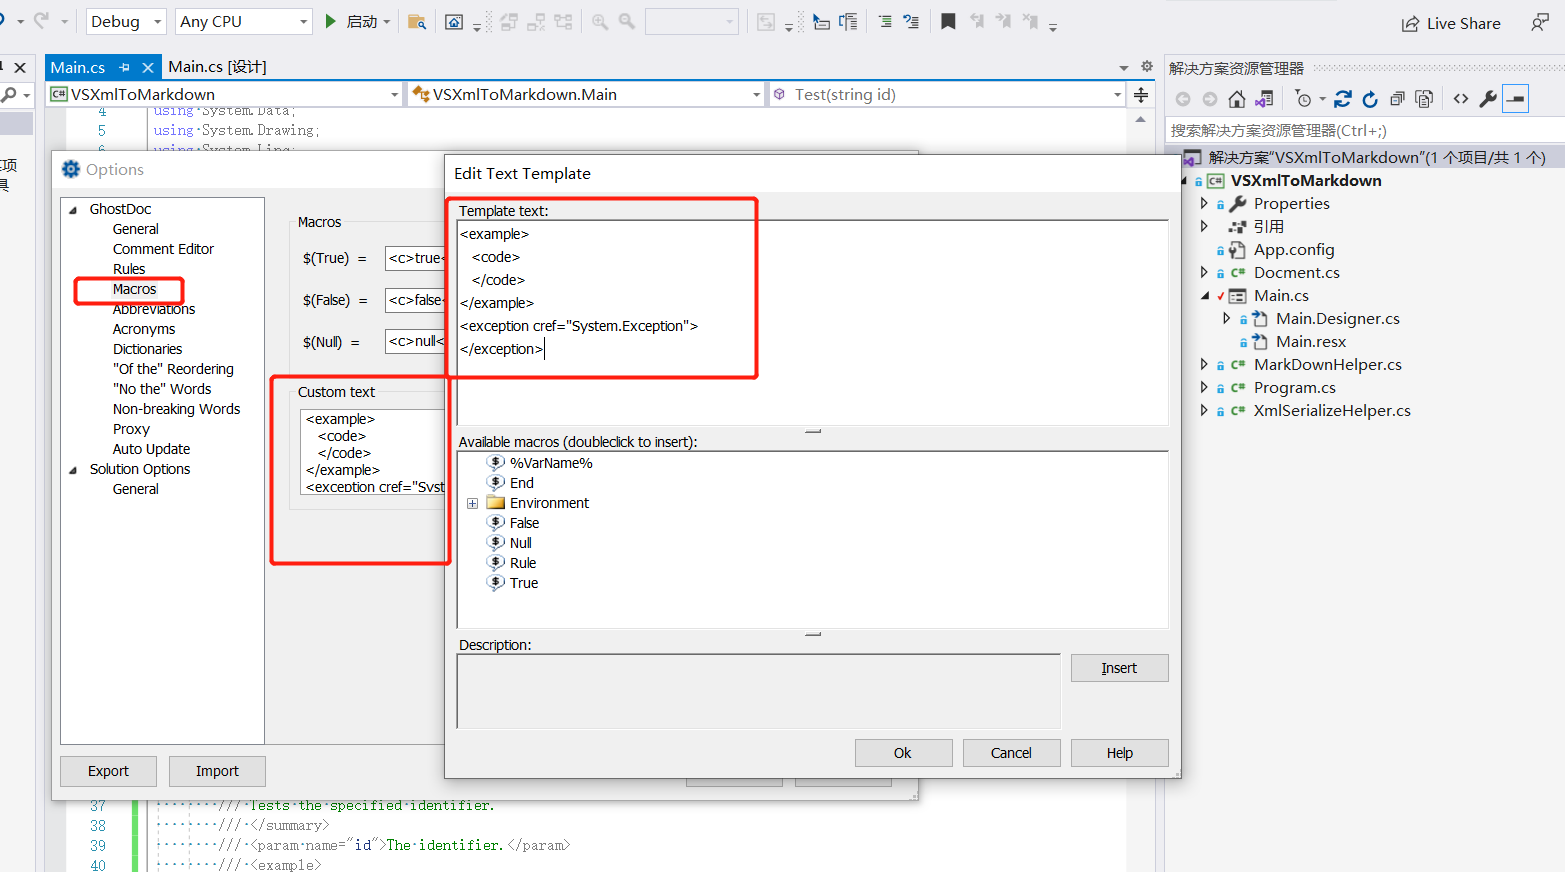 Debug
Any CPU
启动
Live Share
Main.cs
Main.cs [设计]
VSXmlToMarkdown
VSXmlToMarkdown.Main
Test(string id)
4 using System.Data;
5 using System.Drawing;
6 using System.Linq;
Options
GhostDoc
General
Comment Editor
Rules
Macros
Abbreviations
Acronyms
Dictionaries
"Of the" Reordering
"No the" Words
Non-breaking Words
Proxy
Auto Update
Solution Options
General
Export
Import
Macros
$(True) = <c>true<
$(False) = <c>false<
$(Null) = <c>null<
Custom text
<example>
<code>
</code>
</example>
<exception cref="Syst
Edit Text Template
Template text:
<example>
<code>
</code>
</example>
<exception cref="System.Exception">
</exception>
Available macros (doubleclick to insert):
%VarName%
End
Environment
False
Null
Rule
True
Description:
Insert
Ok
Cancel
Help
37 /// Tests the specified identifier.
38 /// </summary>
39 /// <param name="id">The identifier.</param>
40 /// <example>
解决方案资源管理器
搜索解决方案资源管理器(Ctrl+;)
解决方案"VSXmlToMarkdown"(1 个项目/共 1 个)
VSXmlToMarkdown
Properties
引用
App.config
Docment.cs
Main.cs
Main.Designer.cs
Main.resx
MarkDownHelper.cs
Program.cs
XmlSerializeHelper.cs